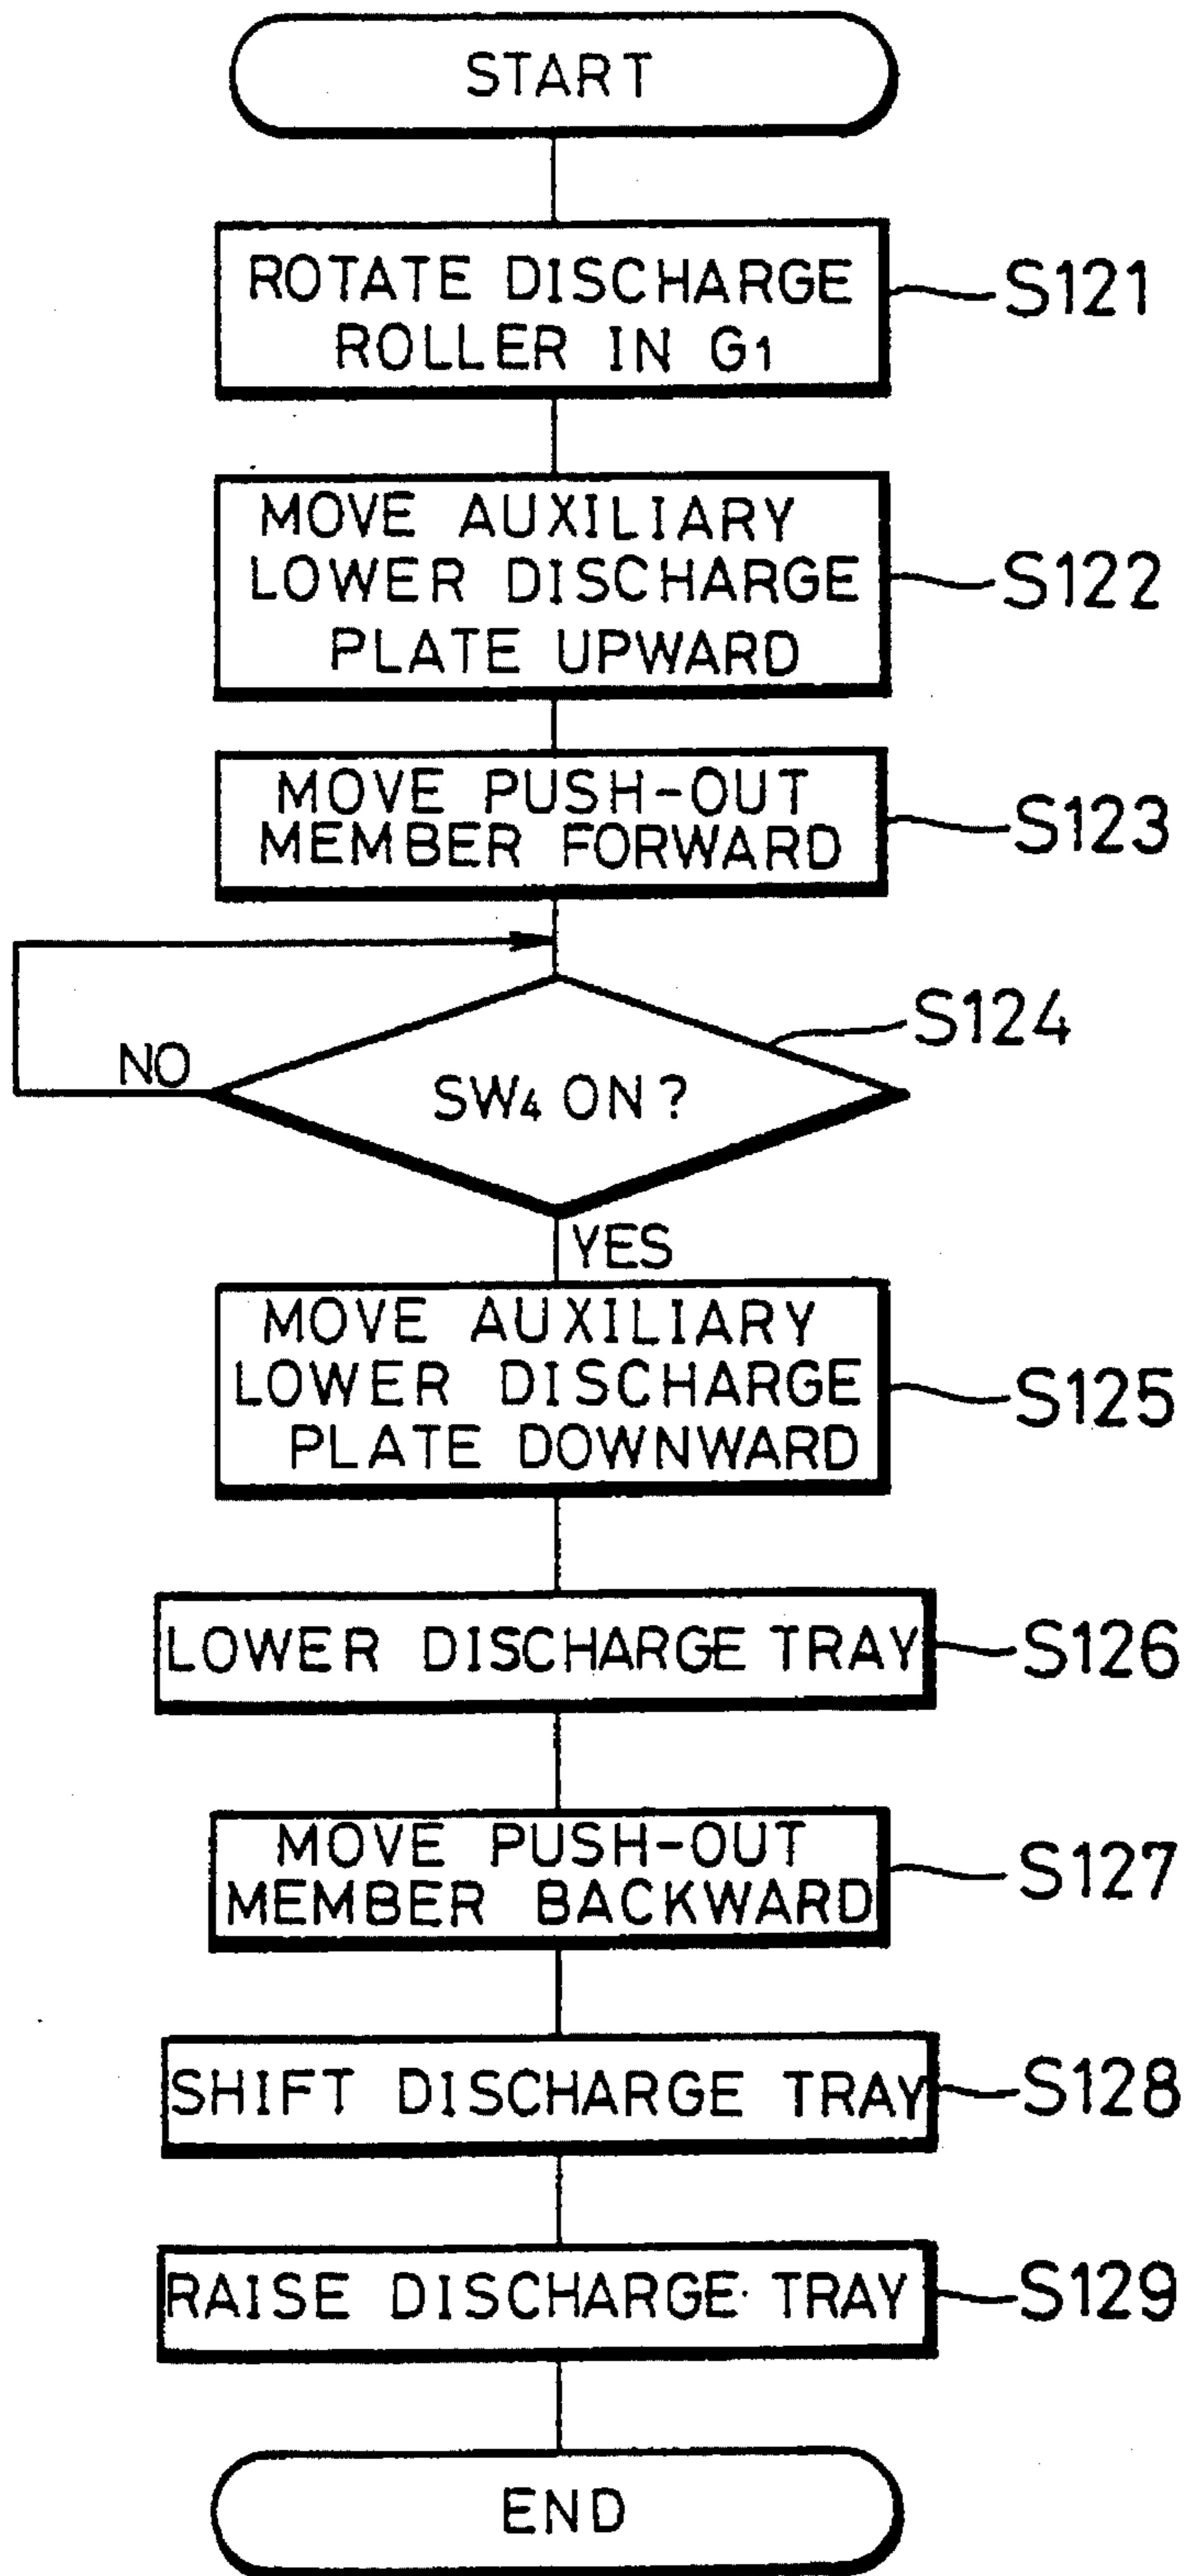 START
ROTATE DISCHARGE
ROLLER IN G1
S121
MOVE AUXILIARY
LOWER DISCHARGE
PLATE UPWARD
S122
MOVE PUSH-OUT
MEMBER FORWARD
S123
S124
NO
SW4 ON?
YES
MOVE AUXILIARY
LOWER DISCHARGE
PLATE DOWNWARD
S125
LOWER DISCHARGE TRAY
S126
MOVE PUSH-OUT
MEMBER BACKWARD
S127
SHIFT DISCHARGE TRAY
S128
RAISE DISCHARGE TRAY
S129
END